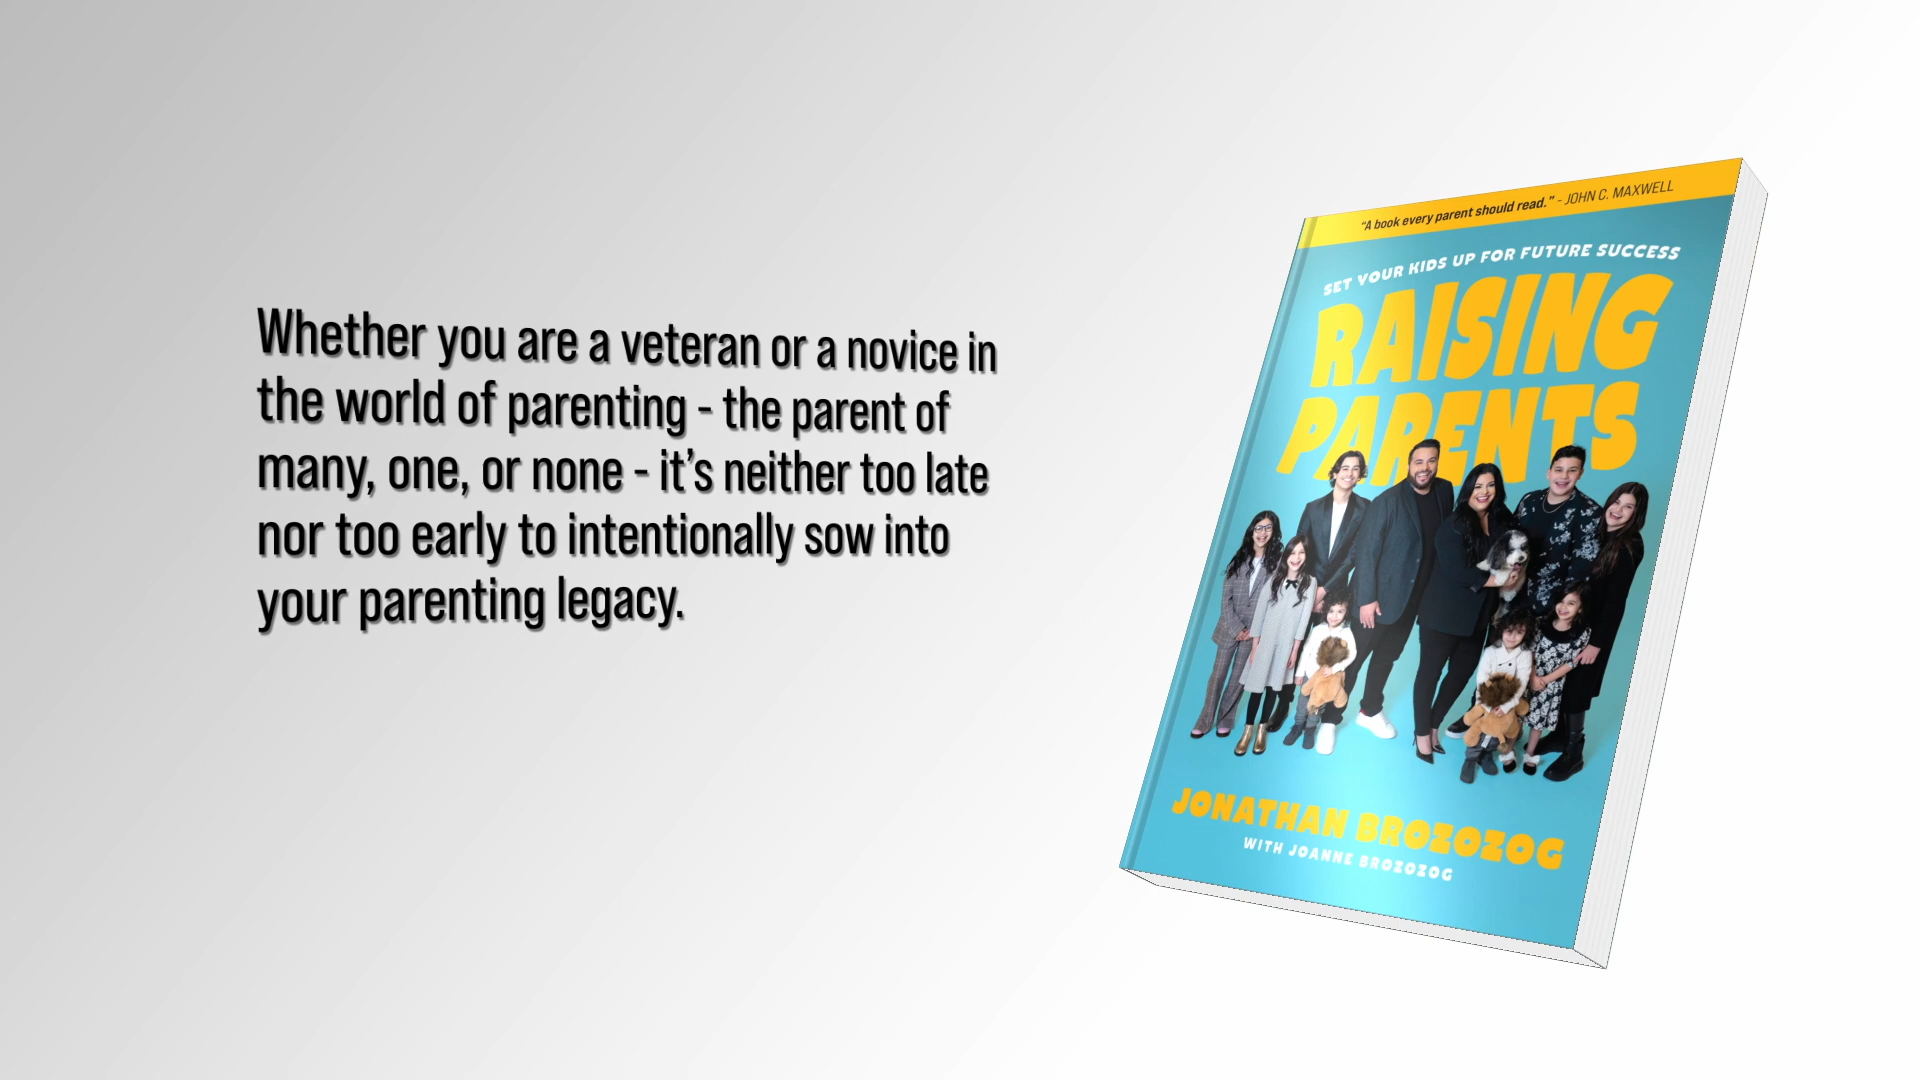 Whether you are a veteran or a novice in
the world of parenting - the parent of
many, one, or none - it's neither too late
nor too early to intentionally sow into
your parenting legacy.
"A book every parent should read." - JOHN C. MAXWELL
SET YOUR KIDS UP FOR FUTURE SUCCESS
RAISING
PARENTS
JONATHAN BROZOZOG
WITH JOANNE BROZOZOG